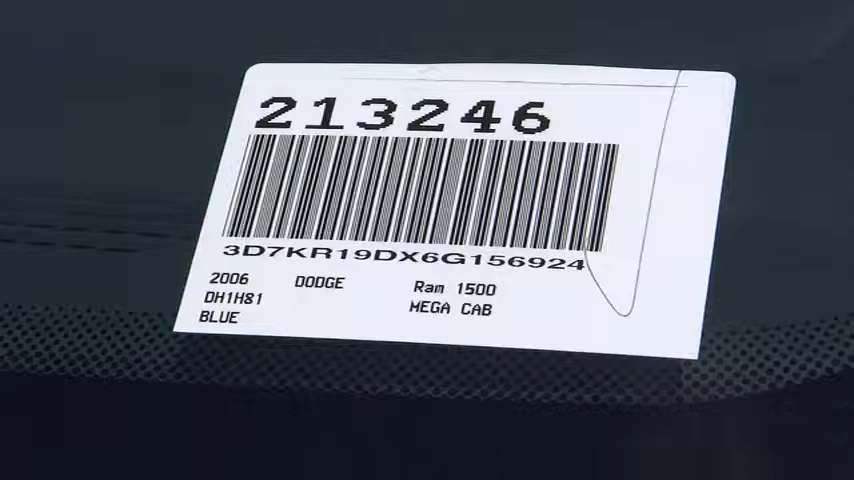 213246
3D7KR19DX6G156924
2006 DODGE Ram 1500
DH1H81 MEGA CAB
BLUE